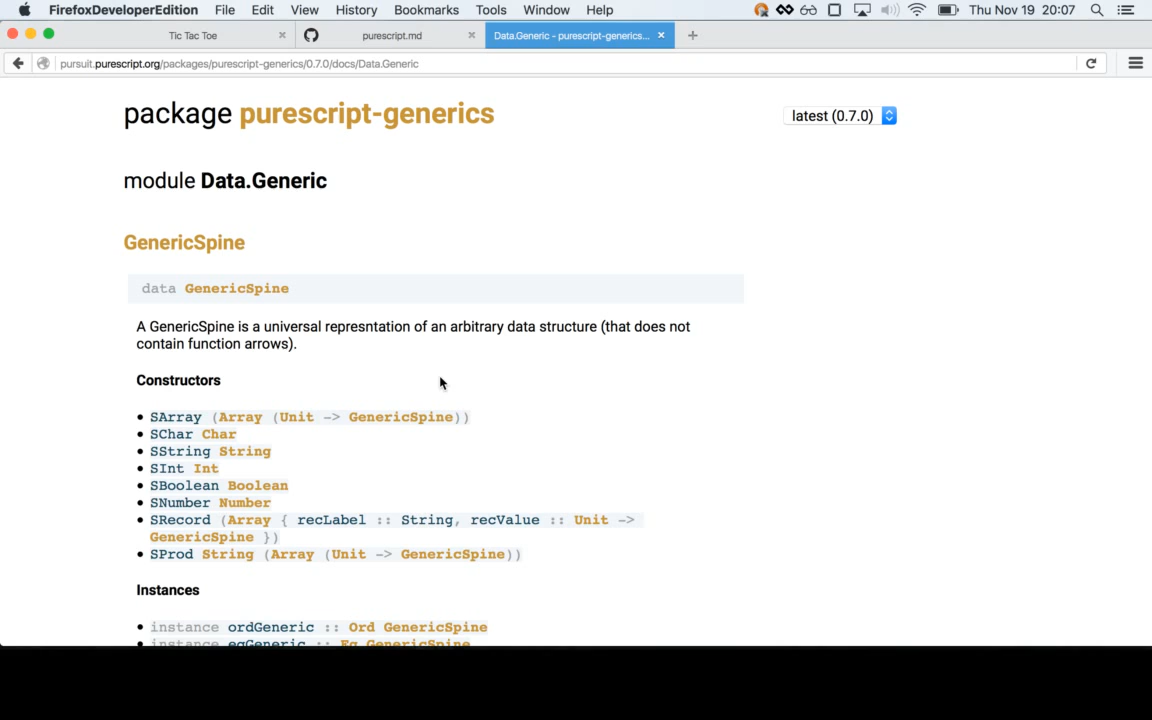 FirefoxDeveloperEdition File Edit View History Bookmarks Tools Window Help Thu Nov 19 20:07
Tic Tac Toe purescript.md Data.Generic - purescript-generics...
pursuit.purescript.org/packages/purescript-generics/0.7.0/docs/Data.Generic
package purescript-generics latest (0.7.0)
module Data.Generic
GenericSpine
data GenericSpine
A GenericSpine is a universal represntation of an arbitrary data structure (that does not
contain function arrows).
Constructors
• SArray (Array (Unit -> GenericSpine))
• SChar Char
• SString String
• SInt Int
• SBoolean Boolean
• SNumber Number
• SRecord (Array { recLabel :: String, recValue :: Unit ->
GenericSpine })
• SProd String (Array (Unit -> GenericSpine))
Instances
• instance ordGeneric :: Ord GenericSpine
• instance eqGeneric :: Eq GenericSpine